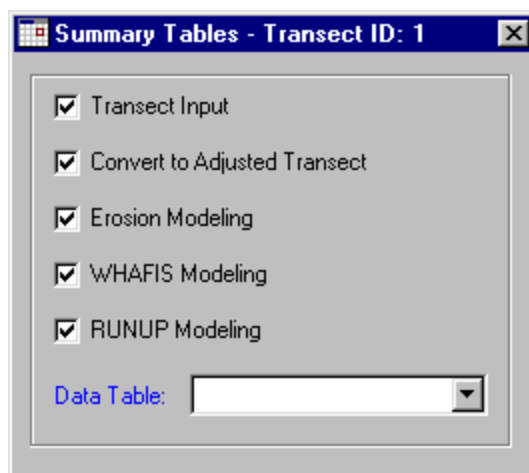 Summary Tables - Transect ID: 1
Transect Input
Convert to Adjusted Transect
Erosion Modeling
WHAFIS Modeling
RUNUP Modeling
Data Table: